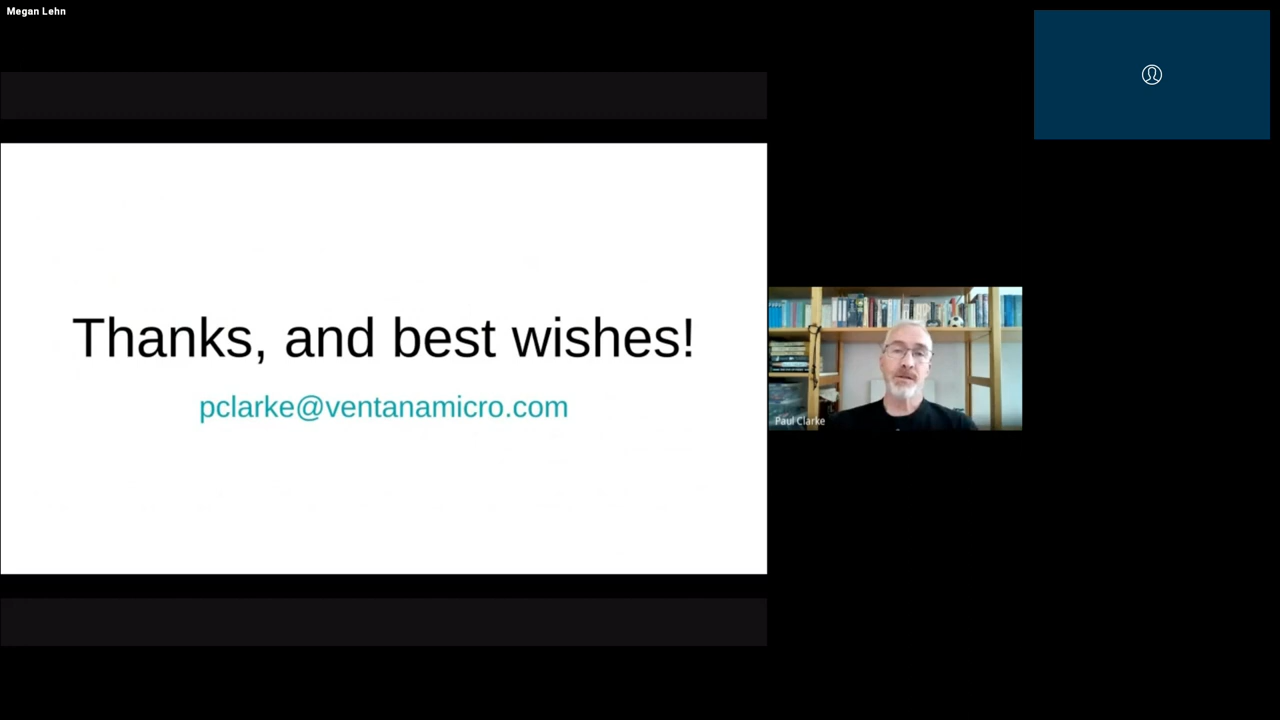 Megan Lehn
Thanks, and best wishes!
pclarke@ventanamicro.com
Paul Clarke